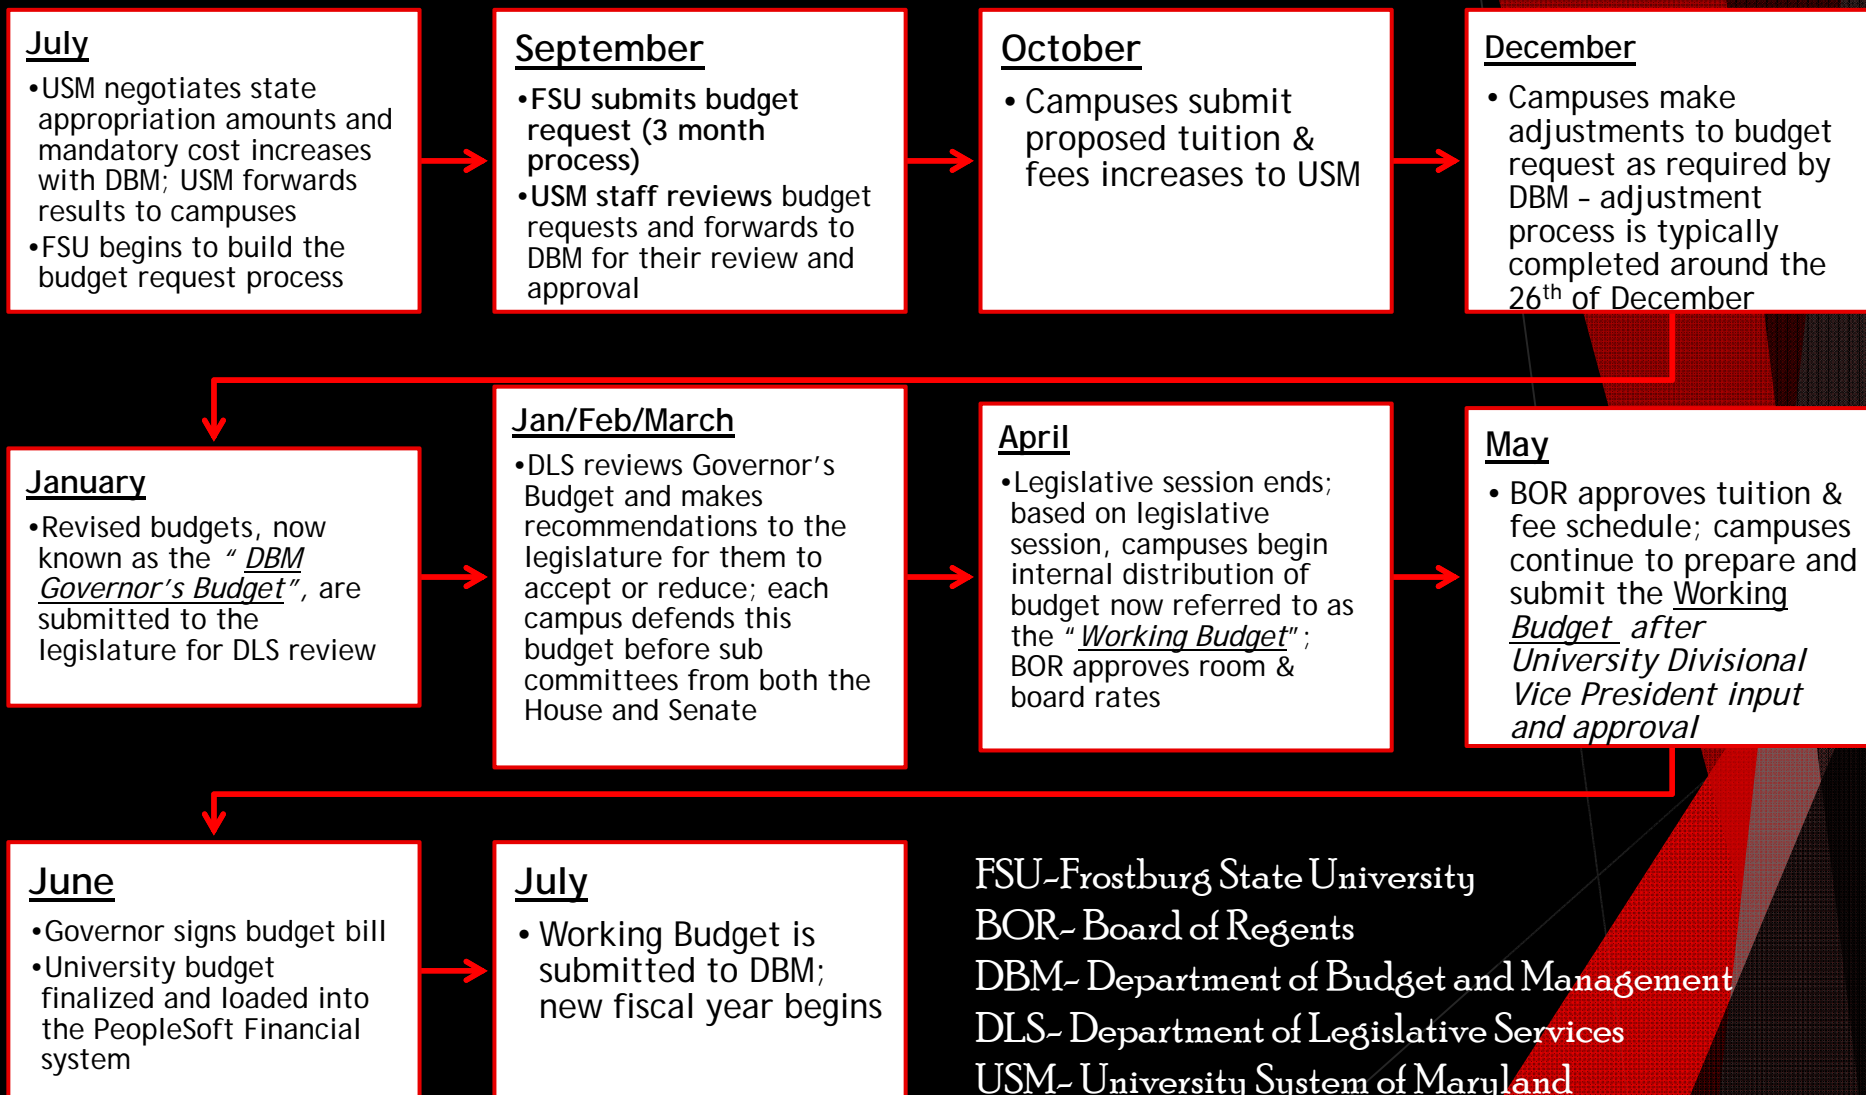 July
•USM negotiates state
appropriation amounts and
mandatory cost increases
with DBM; USM forwards
results to campuses
•FSU begins to build the
budget request process
September
•FSU submits budget
request (3 month
process)
•USM staff reviews budget
requests and forwards to
DBM for their review and
approval
October
• Campuses submit
proposed tuition &
fees increases to USM
December
• Campuses make
adjustments to budget
request as required by
DBM – adjustment
process is typically
completed around the
26th of December
January
•Revised budgets, now
known as the “ DBM
Governor’s Budget”, are
submitted to the
legislature for DLS review
Jan/Feb/March
•DLS reviews Governor’s
Budget and makes
recommendations to the
legislature for them to
accept or reduce; each
campus defends this
budget before sub
committees from both the
House and Senate
April
•Legislative session ends;
based on legislative
session, campuses begin
internal distribution of
budget now referred to as
the “Working Budget”;
BOR approves room &
board rates
May
• BOR approves tuition &
fee schedule; campuses
continue to prepare and
submit the Working
Budget after
University Divisional
Vice President input
and approval
June
•Governor signs budget bill
•University budget
finalized and loaded into
the PeopleSoft Financial
system
July
• Working Budget is
submitted to DBM;
new fiscal year begins
FSU-Frostburg State University
BOR- Board of Regents
DBM- Department of Budget and Management
DLS- Department of Legislative Services
USM- University System of Maryland